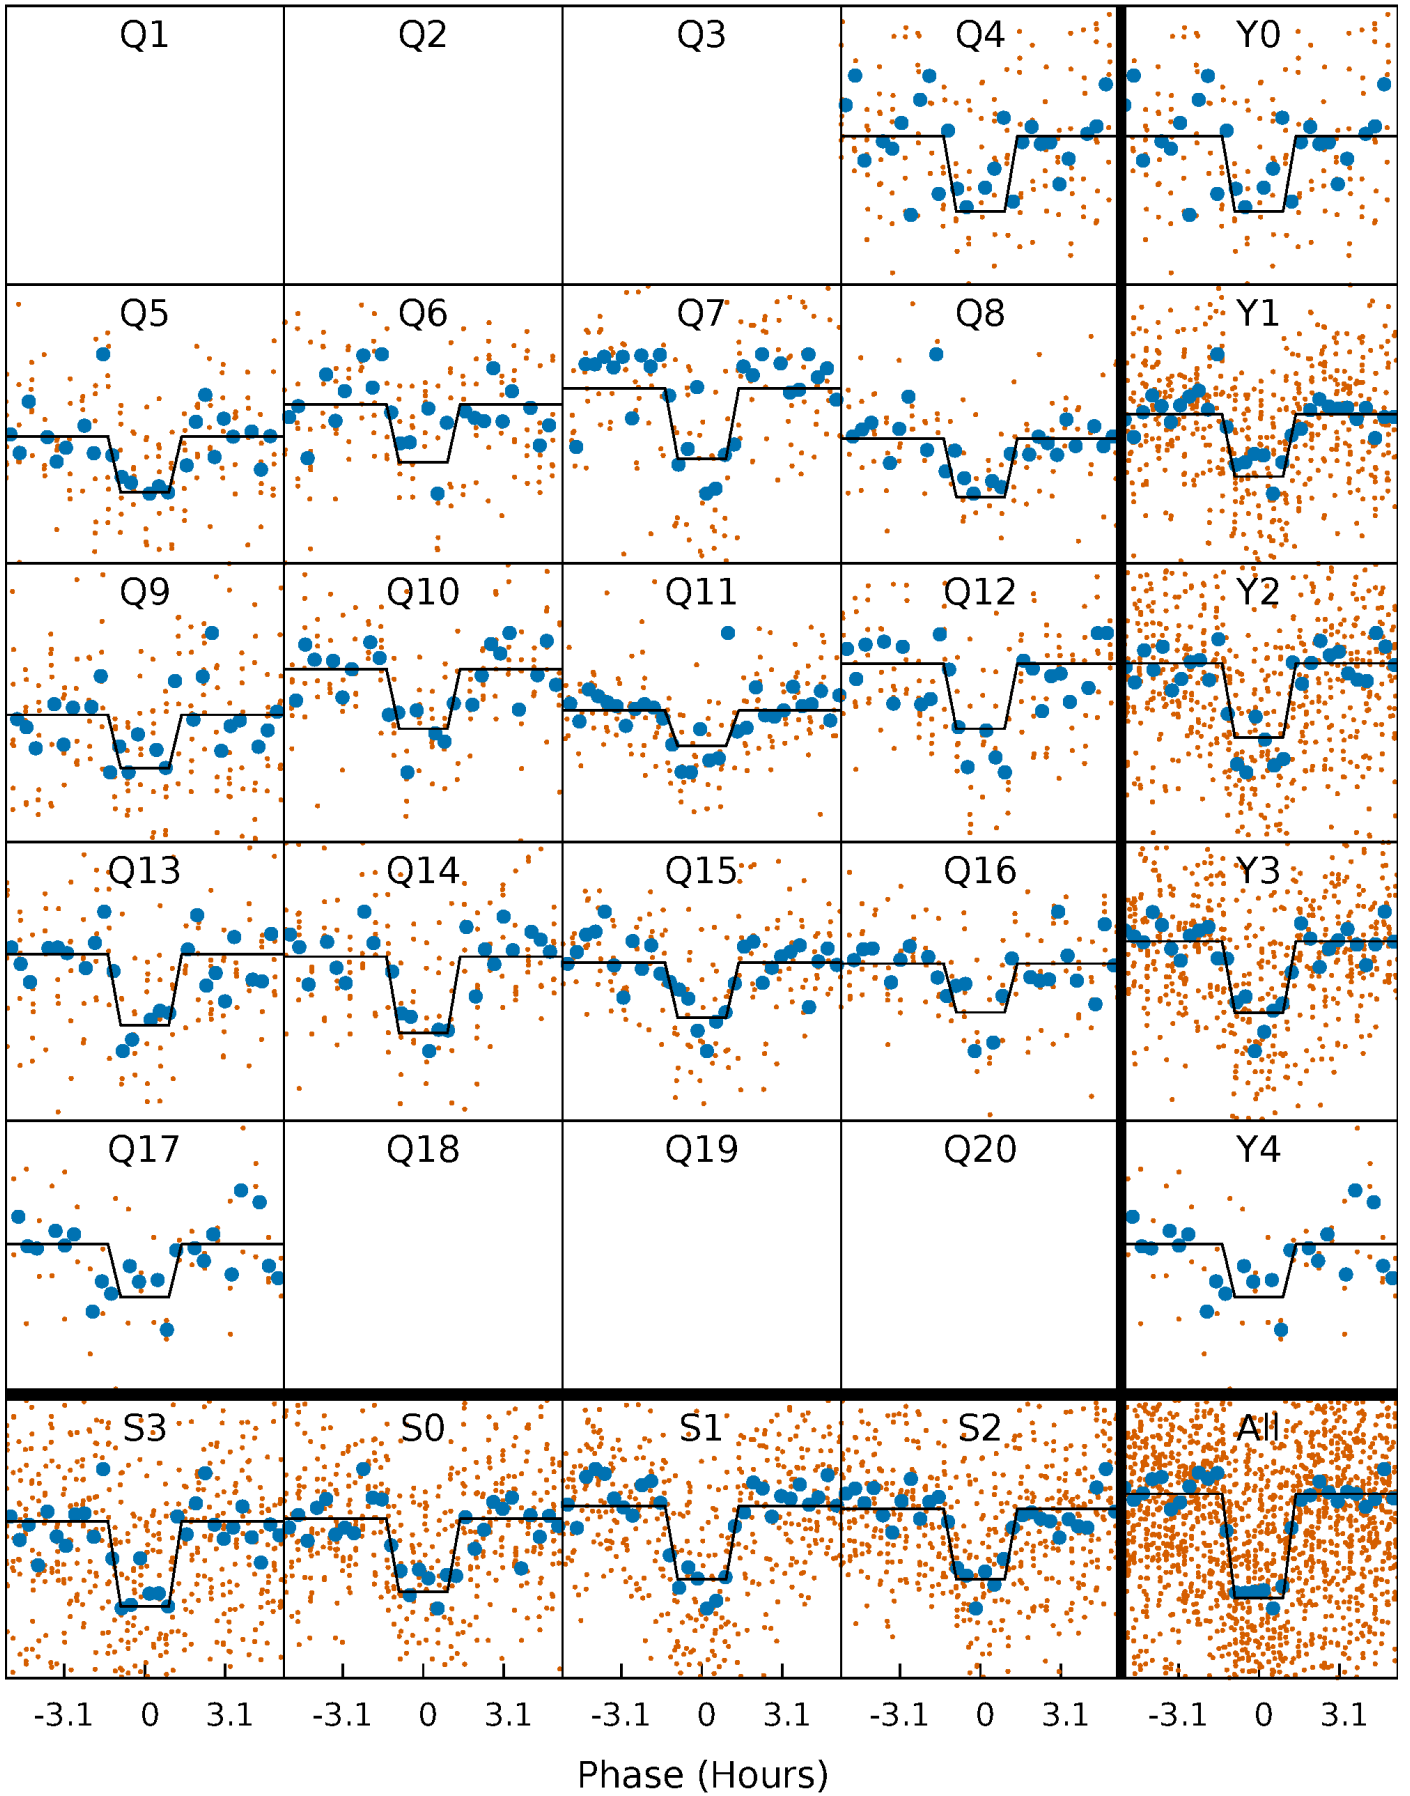 Q1 Q2 Q3 Q4 Y0
Q5 Q6 Q7 Q8 Y1
Q9 Q10 Q11 Q12 Y2
Q13 Q14 Q15 Q16 Y3
Q17 Q18 Q19 Q20 Y4
S3 S0 S1 S2 All
-3.1 0 3.1 -3.1 0 3.1 -3.1 0 3.1 -3.1 0 3.1 -3.1 0 3.1
Phase (Hours)